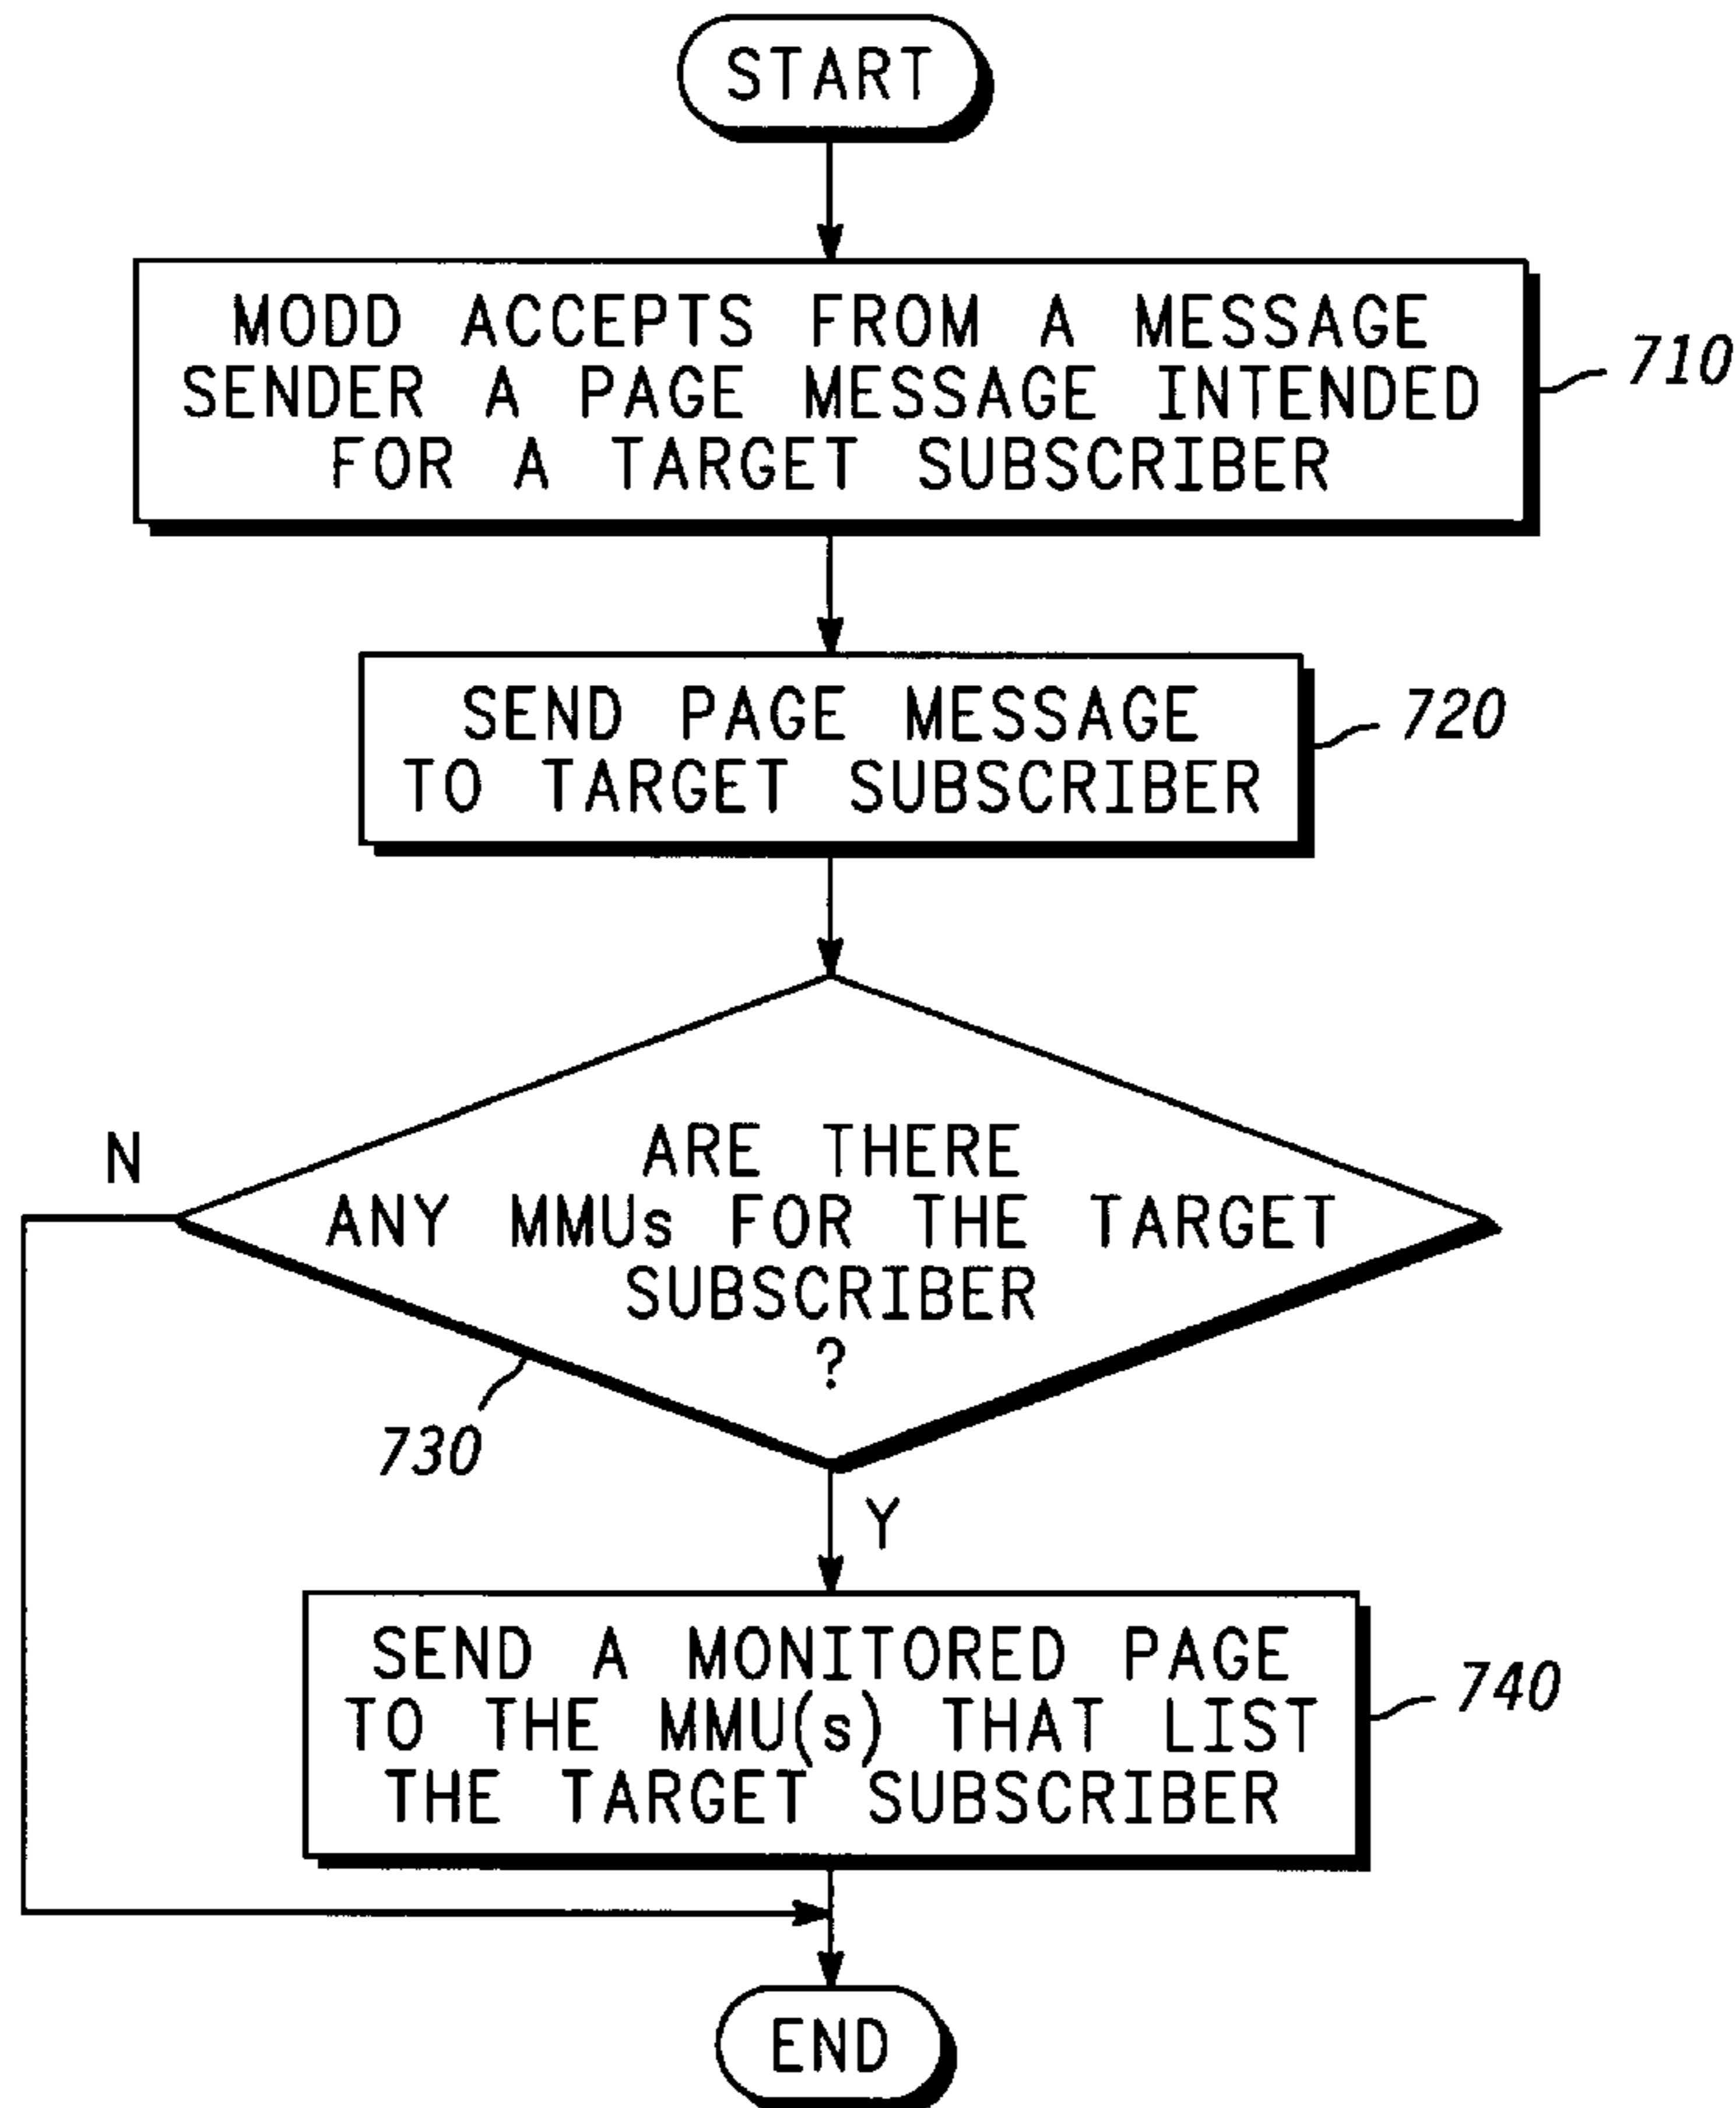 START
MODD ACCEPTS FROM A MESSAGE
SENDER A PAGE MESSAGE INTENDED
FOR A TARGET SUBSCRIBER
710
SEND PAGE MESSAGE
TO TARGET SUBSCRIBER
720
ARE THERE
ANY MMUs FOR THE TARGET
SUBSCRIBER
?
N
730
Y
SEND A MONITORED PAGE
TO THE MMU(s) THAT LIST
THE TARGET SUBSCRIBER
740
END